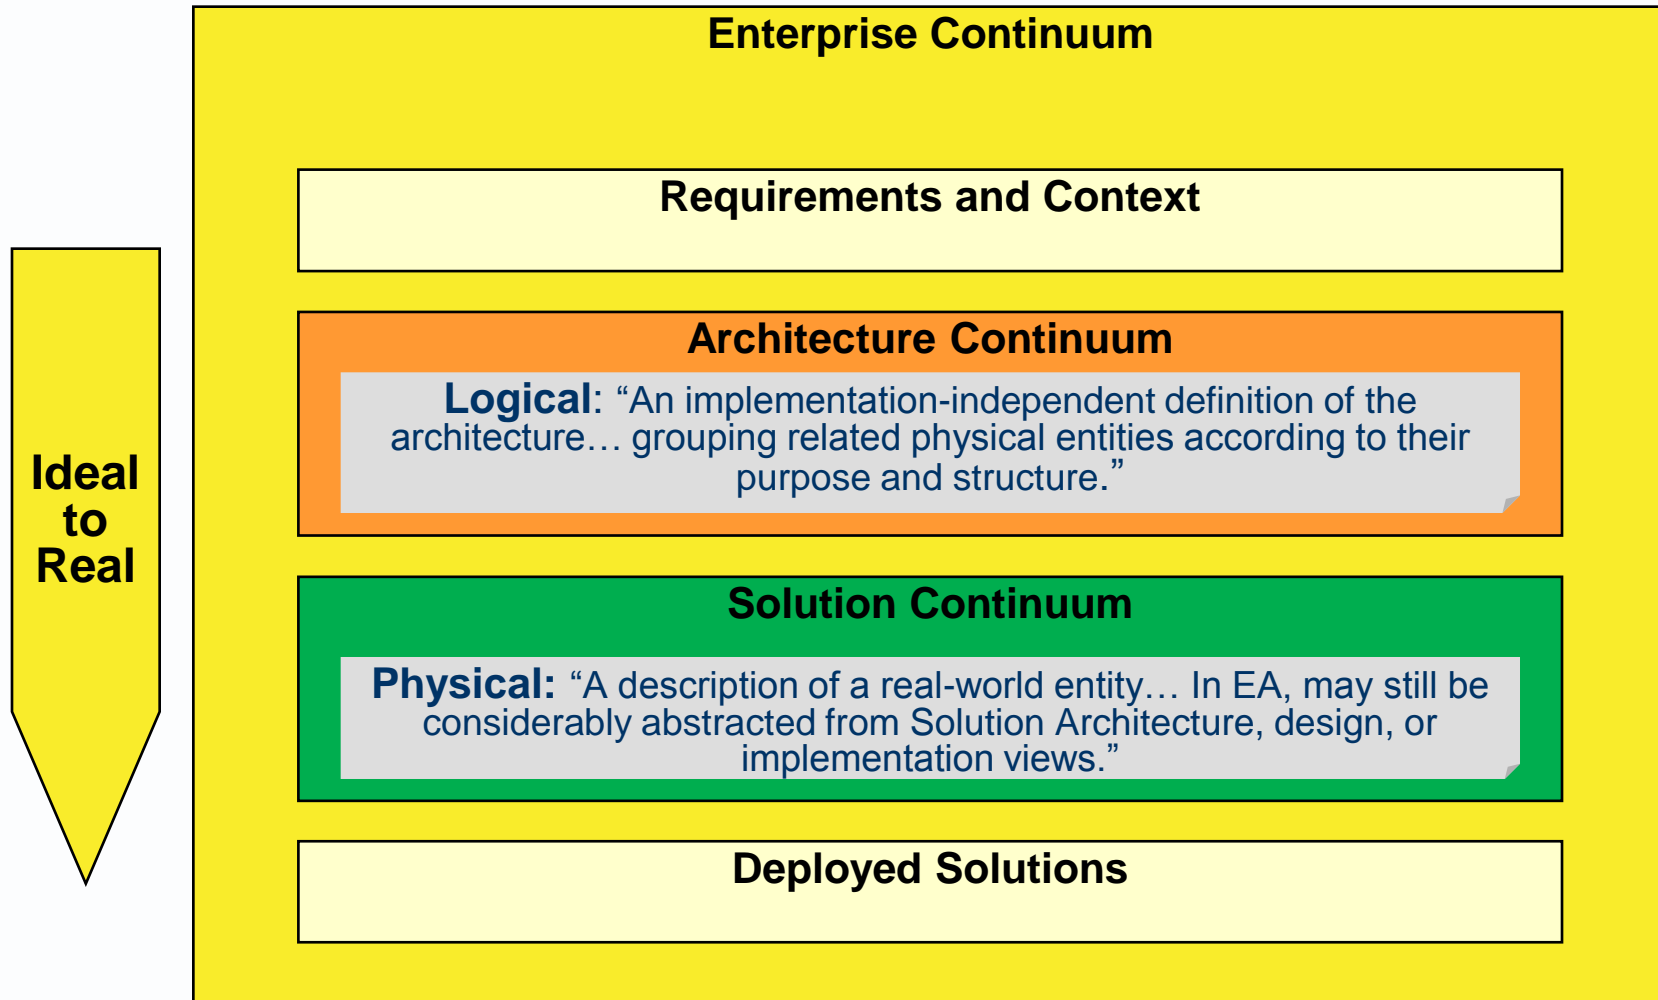 Enterprise Continuum
Requirements and Context
Architecture Continuum
Logical: “An implementation-independent definition of the
architecture… grouping related physical entities according to their
purpose and structure.”
Ideal
to
Real
Solution Continuum
Physical: “A description of a real-world entity… In EA, may still be
considerably abstracted from Solution Architecture, design, or
implementation views.”
Deployed Solutions